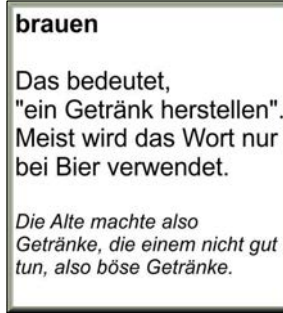 brauen
Das bedeutet,
"ein Getränk herstellen".
Meist wird das Wort nur
bei Bier verwendet.
Die Alte machte also
Getränke, die einem nicht gut
tun, also böse Getränke.